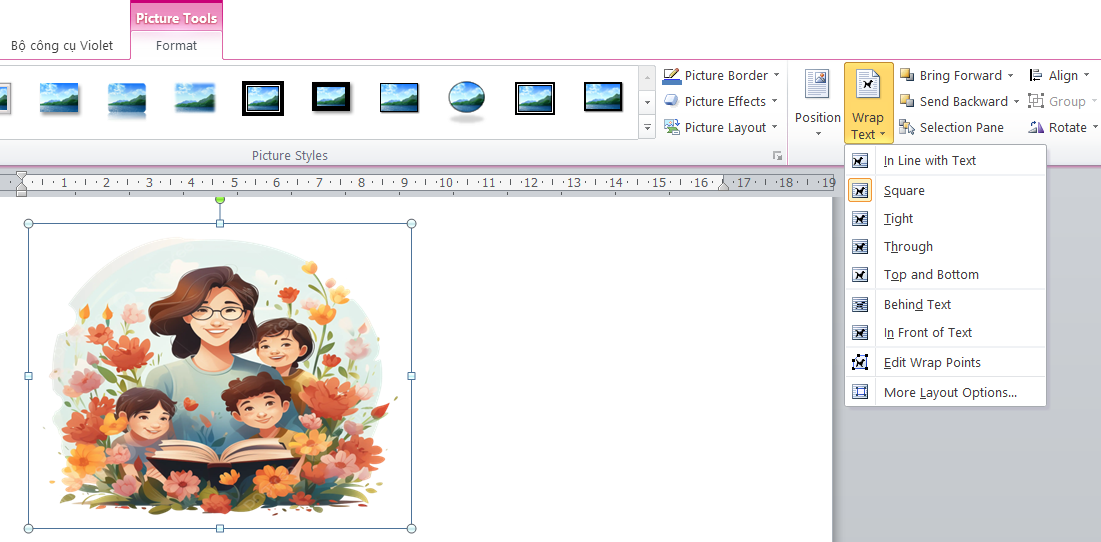 Picture Tools
Bộ công cụ Violet
Format
Picture Border
Picture Effects
Picture Layout
Position
Wrap
Text
Bring Forward
Send Backward
Selection Pane
Align
Group
Rotate
Picture Styles
1 2 3 4 5 6 7 8 9 10 11 12 13 14 15 16 17 18 19
In Line with Text
Square
Tight
Through
Top and Bottom
Behind Text
In Front of Text
Edit Wrap Points
More Layout Options...